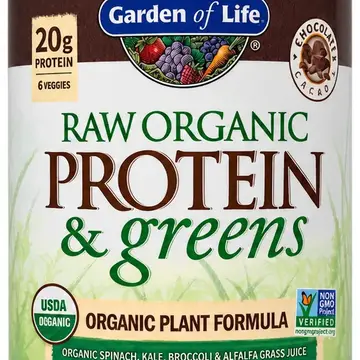 Garden of Life®
20g
PROTEIN
6 VEGGIES
CHOCOLATE
CACAO
RAW ORGANIC
PROTEIN
& greens
USDA
ORGANIC
ORGANIC PLANT FORMULA
NON
GMO
Project
VERIFIED
nongmoproject.org
ORGANIC SPINACH, KALE, BROCCOLI & ALFALFA GRASS JUICE